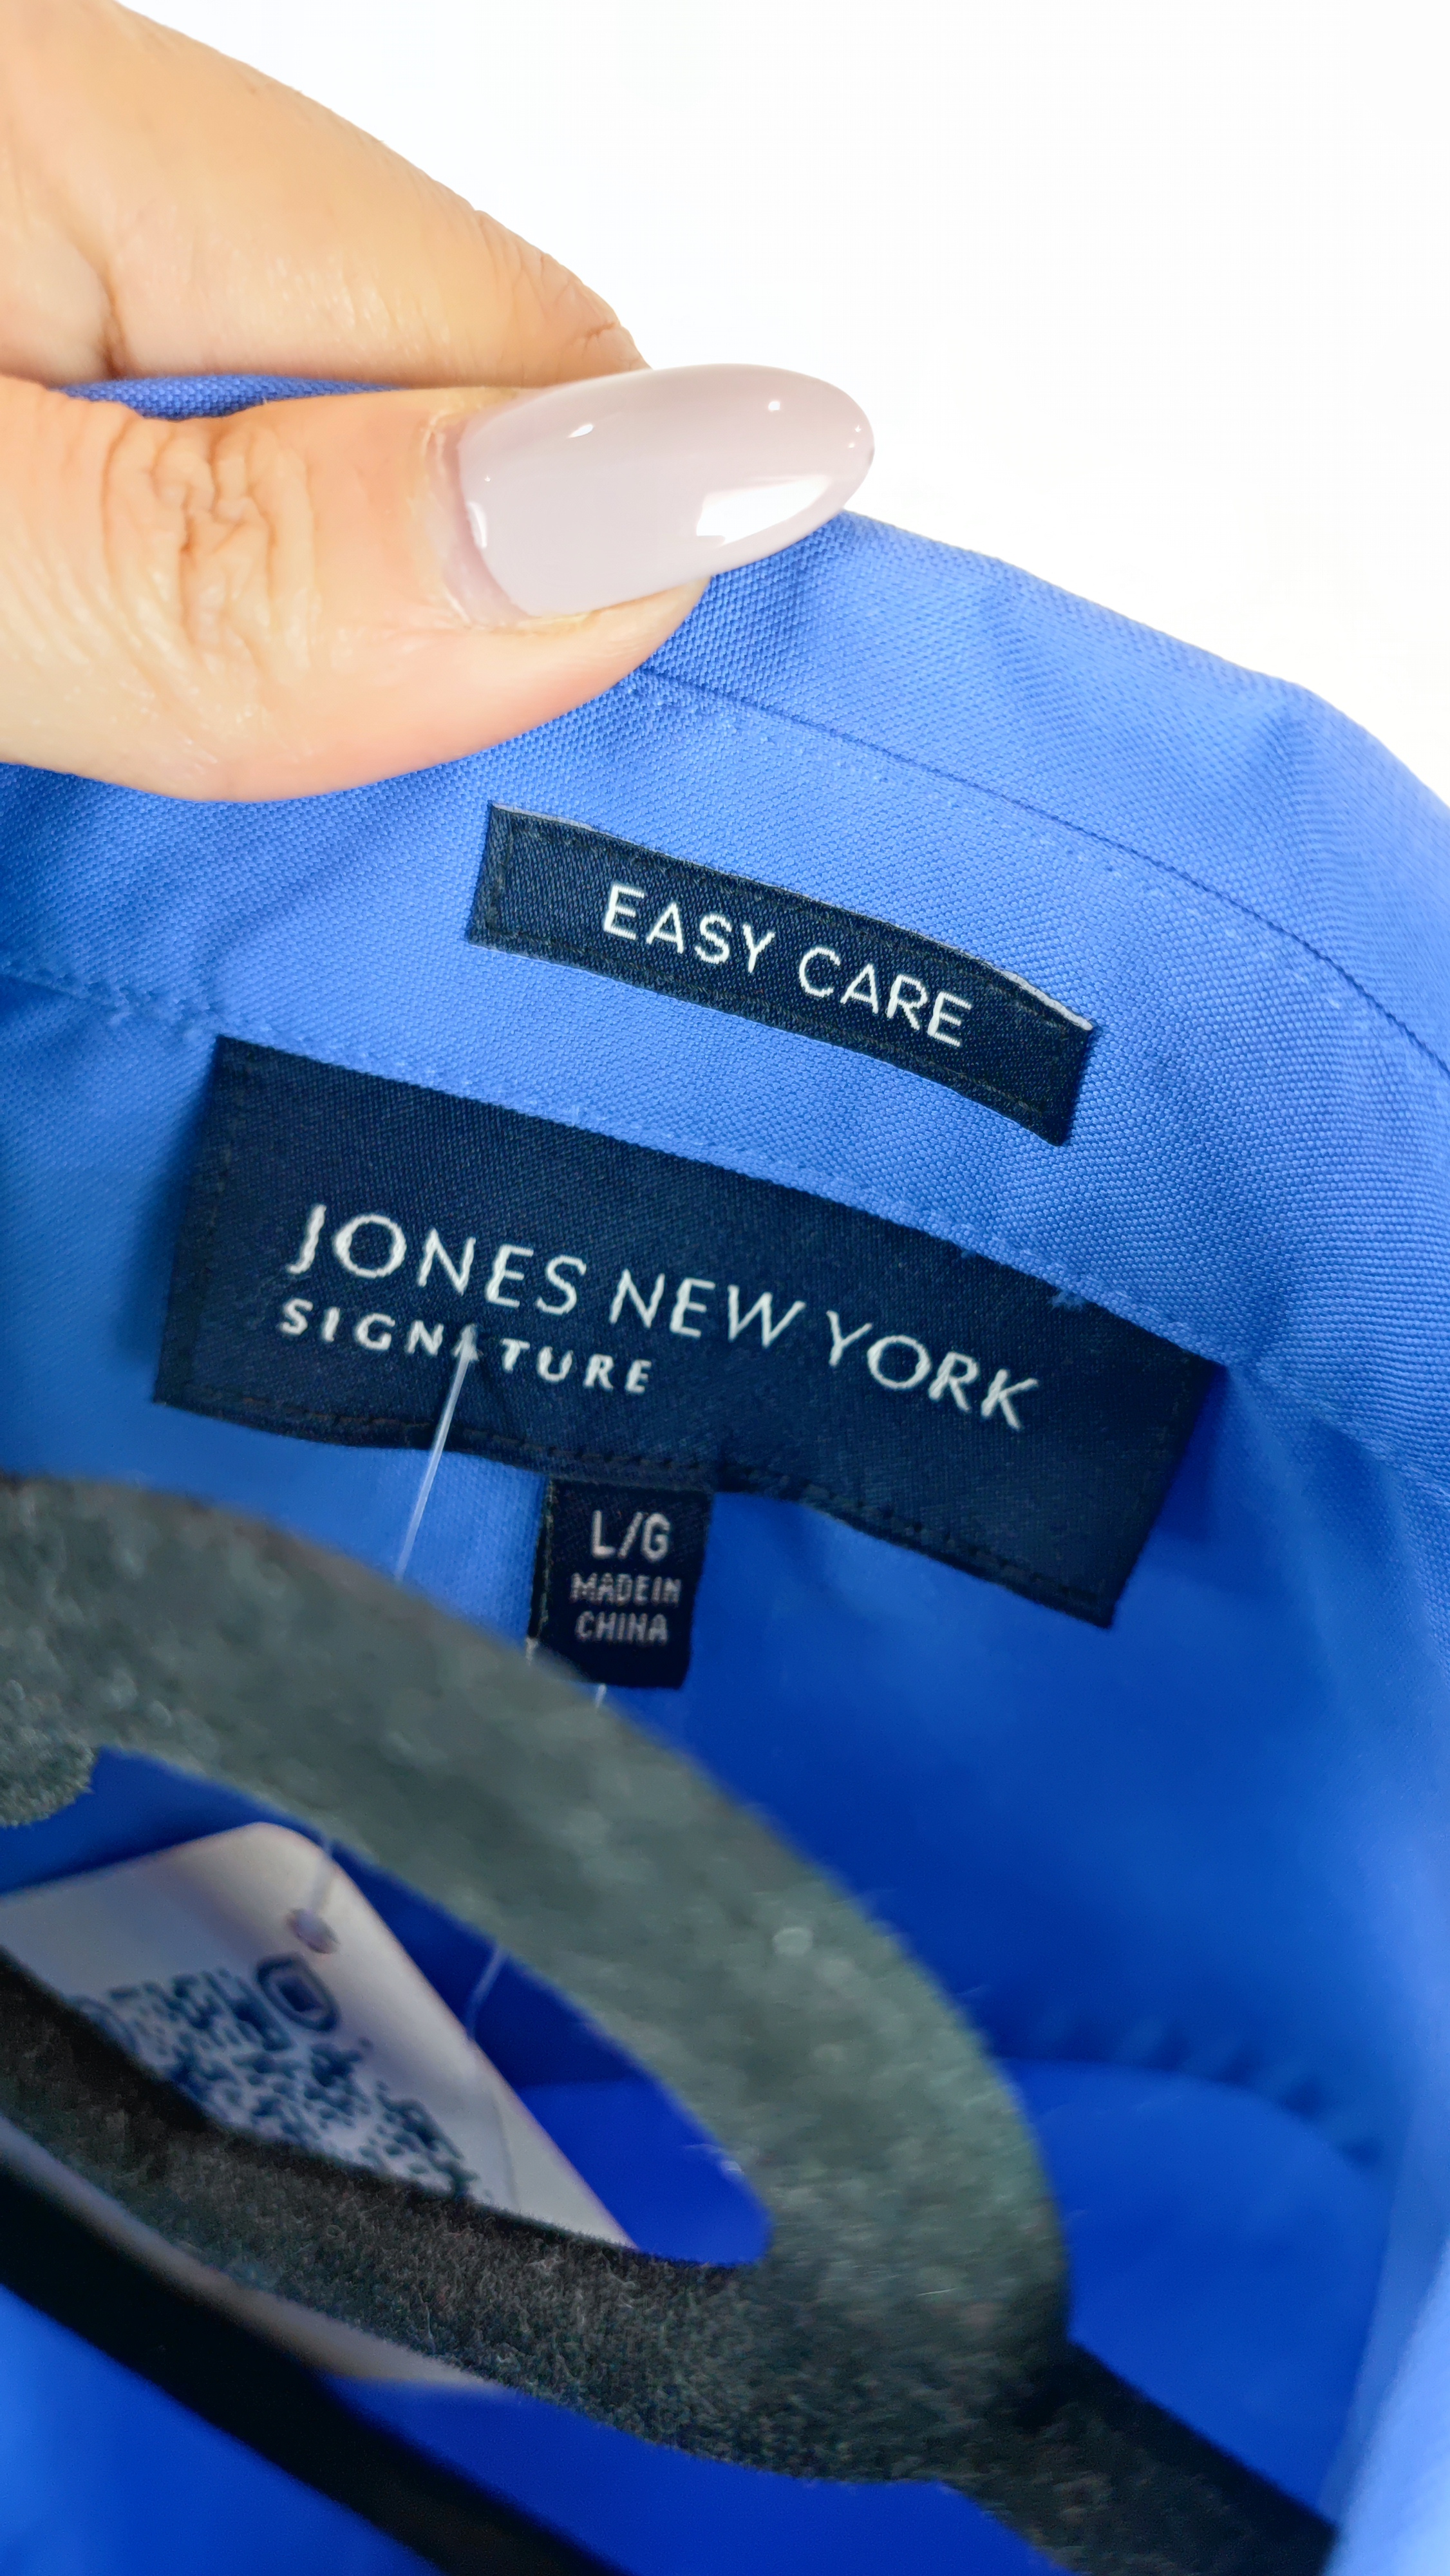 EASY CARE
JONES NEW YORK
SIGNATURE
L/G
MADE IN
CHINA